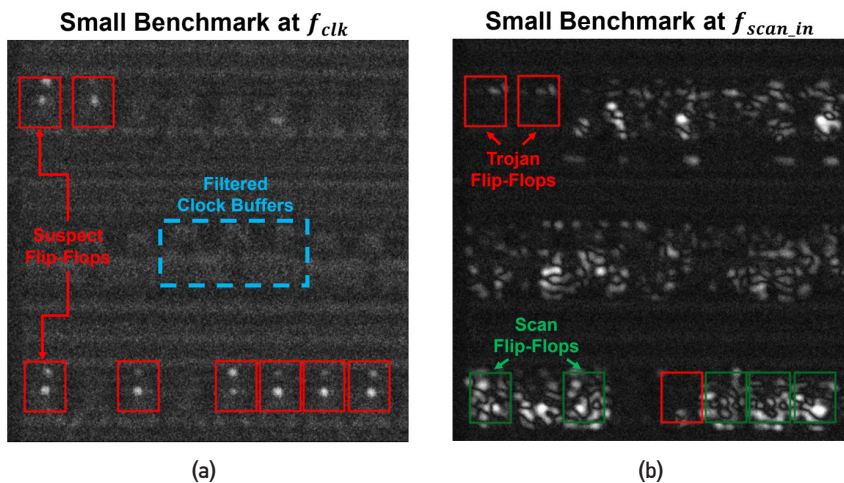 Small Benchmark at f_clk
Small Benchmark at f_scan_in
Filtered
Clock Buffers
Suspect
Flip-Flops
Trojan
Flip-Flops
Scan
Flip-Flops
(a)
(b)